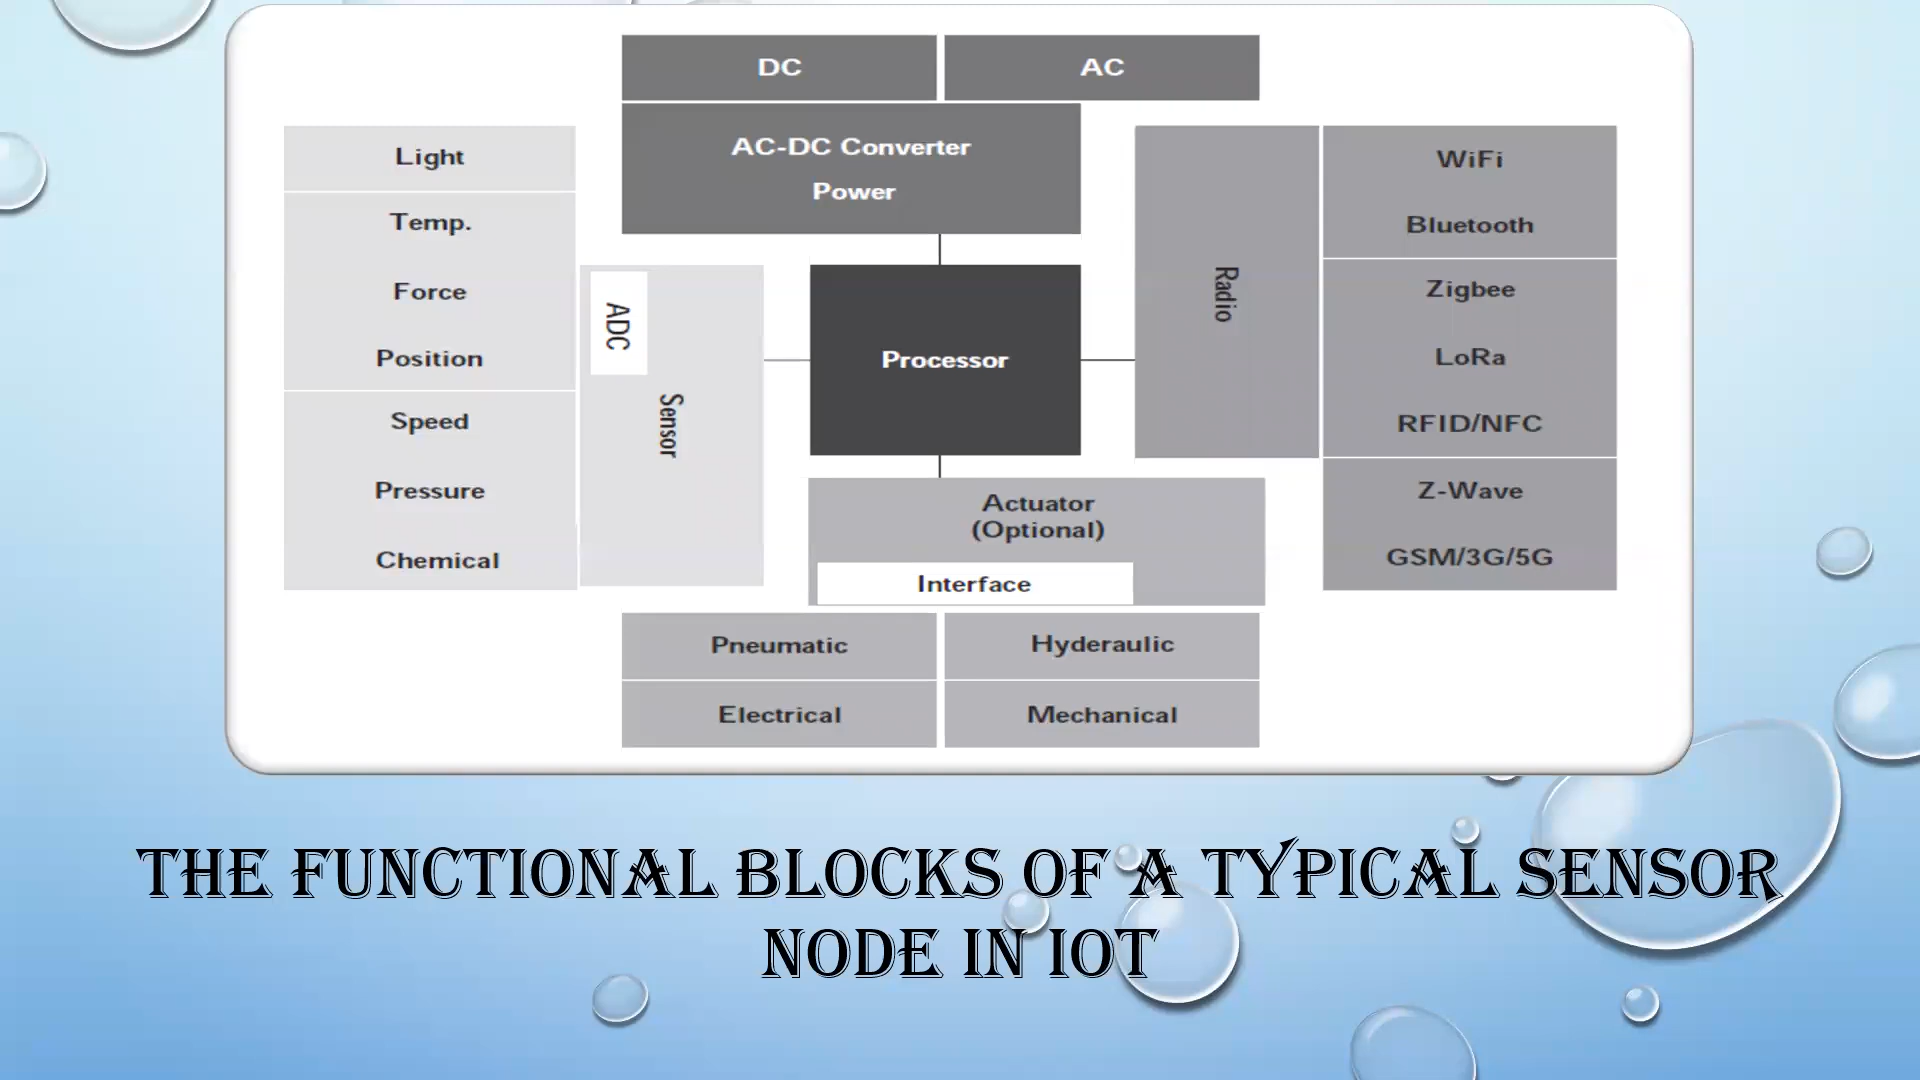 DC
AC
AC-DC Converter
Power
Light
Temp.
Force
Position
Speed
Pressure
Chemical
ADC
Sensor
Processor
Radio
WiFi
Bluetooth
Zigbee
LoRa
RFID/NFC
Z-Wave
GSM/3G/5G
Actuator
(Optional)
Interface
Pneumatic
Hyderaulic
Electrical
Mechanical
THE FUNCTIONAL BLOCKS OF A TYPICAL SENSOR
NODE IN IOT